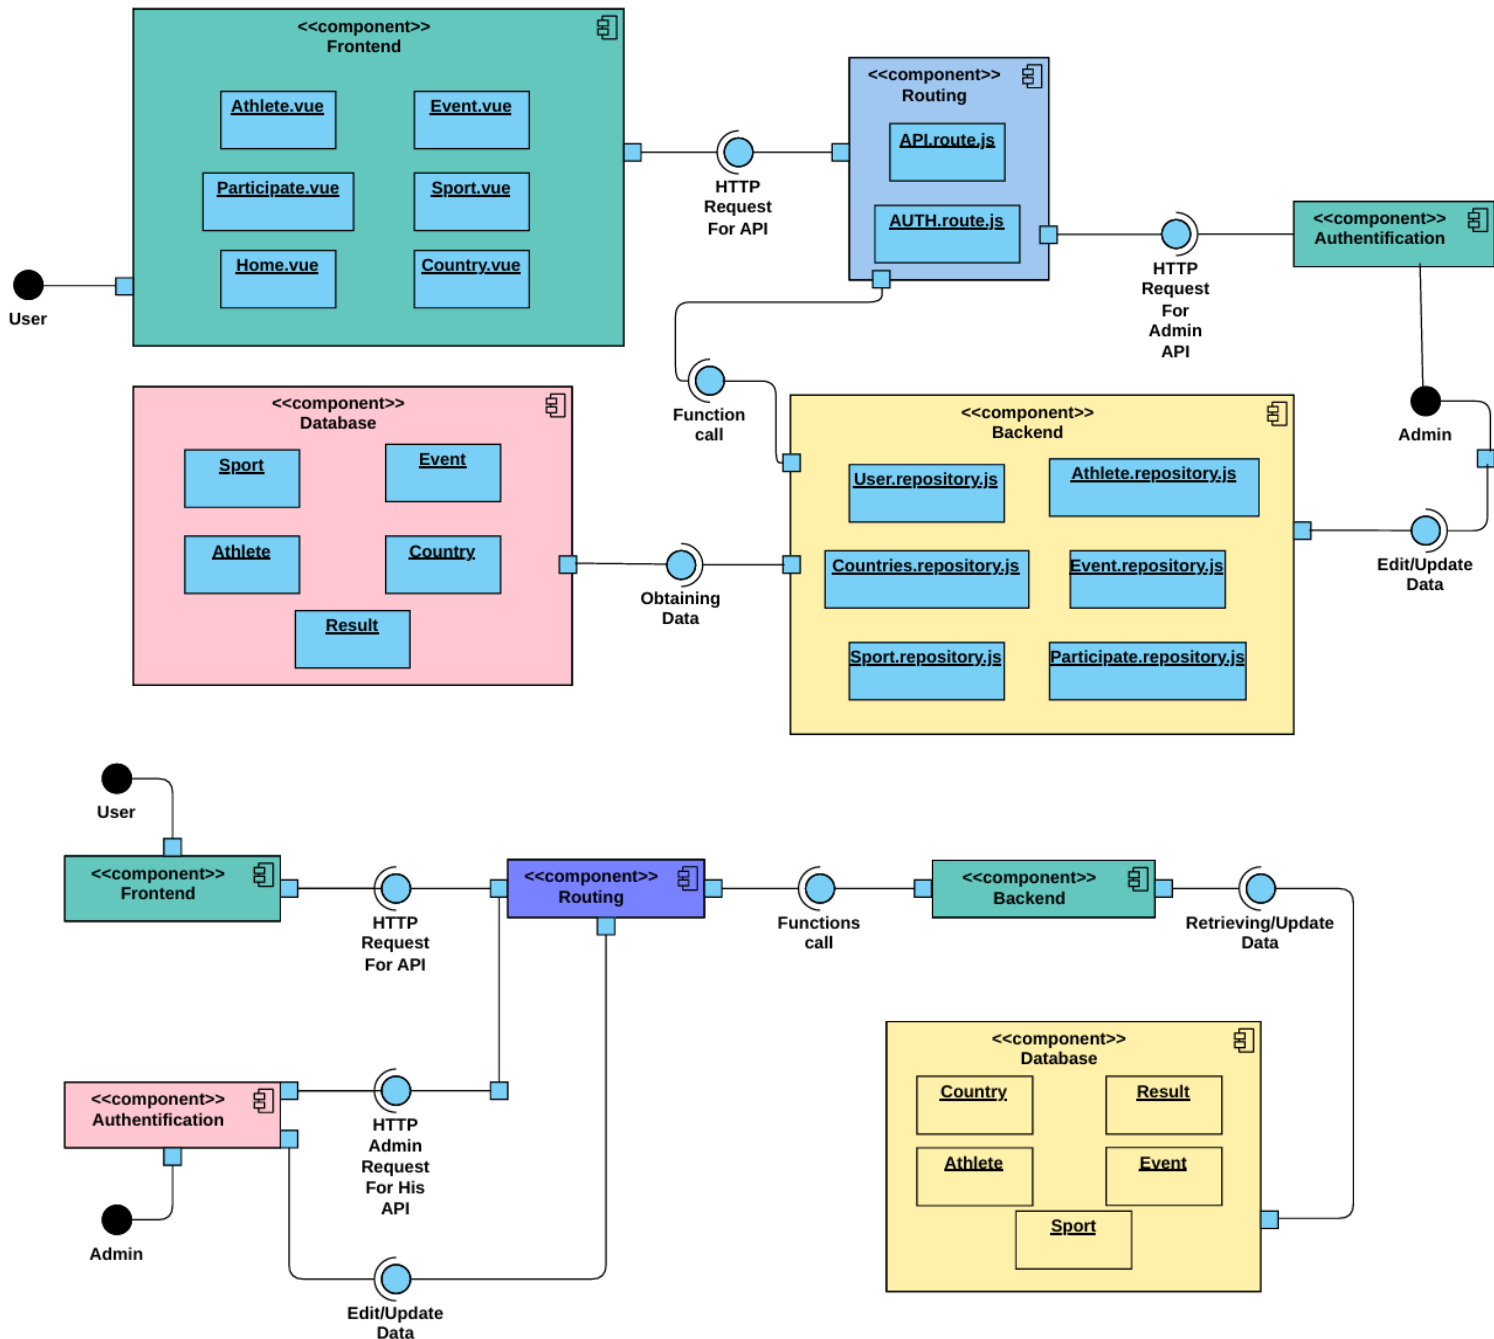 <<component>>
Frontend
Athlete.vue
Event.vue
Participate.vue
Sport.vue
Home.vue
Country.vue
User
HTTP
Request
For API
<<component>>
Routing
API.route.js
AUTH.route.js
HTTP
Request
For
Admin
API
<<component>>
Authentification
Admin
Function
call
<<component>>
Database
Sport
Event
Athlete
Country
Result
Obtaining
Data
<<component>>
Backend
User.repository.js
Athlete.repository.js
Countries.repository.js
Event.repository.js
Sport.repository.js
Participate.repository.js
Edit/Update
Data
User
<<component>>
Frontend
HTTP
Request
For API
<<component>>
Routing
Functions
call
<<component>>
Backend
Retrieving/Update
Data
<<component>>
Authentification
HTTP
Admin
Request
For His
API
Admin
Edit/Update
Data
<<component>>
Database
Country
Result
Athlete
Event
Sport